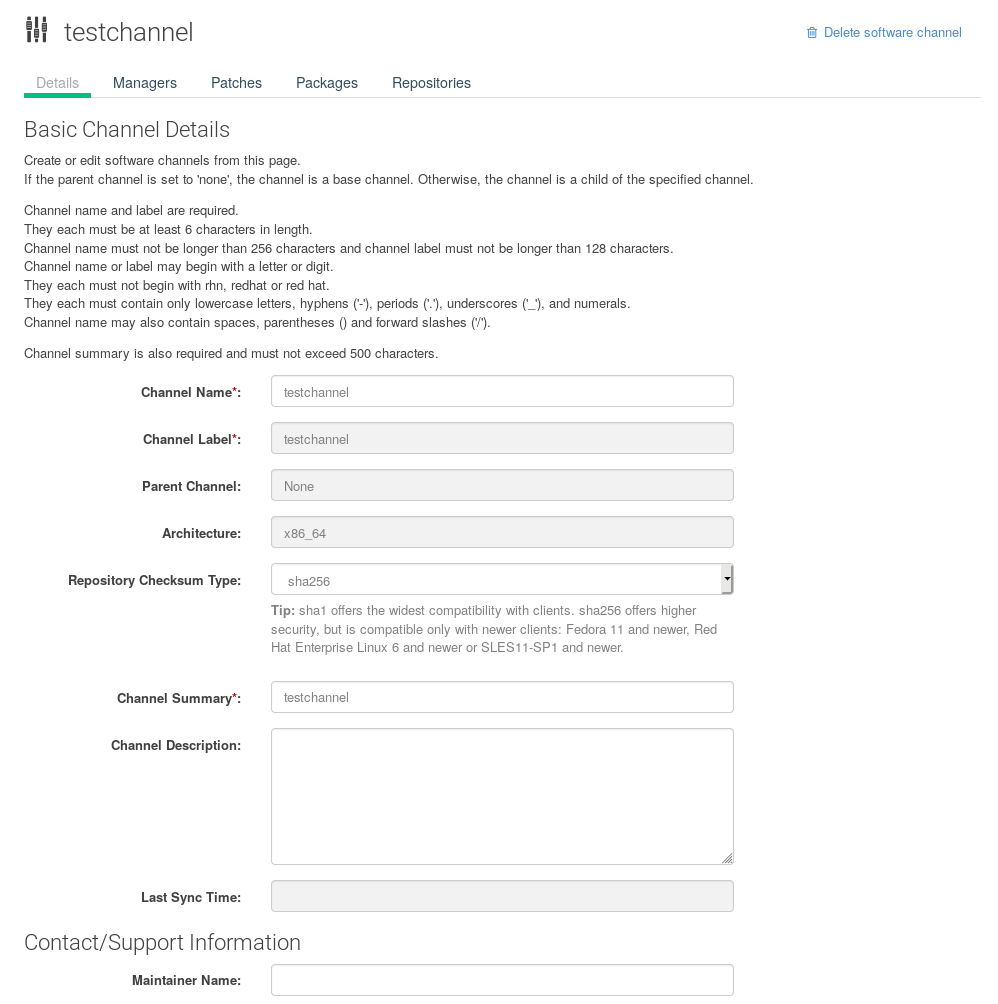 testchannel
Delete software channel
Details Managers Patches Packages Repositories
Basic Channel Details
Create or edit software channels from this page.
If the parent channel is set to 'none', the channel is a base channel. Otherwise, the channel is a child of the specified channel.
Channel name and label are required.
They each must be at least 6 characters in length.
Channel name must not be longer than 256 characters and channel label must not be longer than 128 characters.
Channel name or label may begin with a letter or digit.
They each must not begin with rhn, redhat or red hat.
They each must contain only lowercase letters, hyphens ('-'), periods ('.'), underscores ('_'), and numerals.
Channel name may also contain spaces, parentheses () and forward slashes ('/').
Channel summary is also required and must not exceed 500 characters.
Channel Name*: testchannel
Channel Label*: testchannel
Parent Channel: None
Architecture: x86_64
Repository Checksum Type: sha256
Tip: sha1 offers the widest compatibility with clients. sha256 offers higher
security, but is compatible only with newer clients: Fedora 11 and newer, Red
Hat Enterprise Linux 6 and newer or SLES11-SP1 and newer.
Channel Summary*: testchannel
Channel Description:
Last Sync Time:
Contact/Support Information
Maintainer Name: